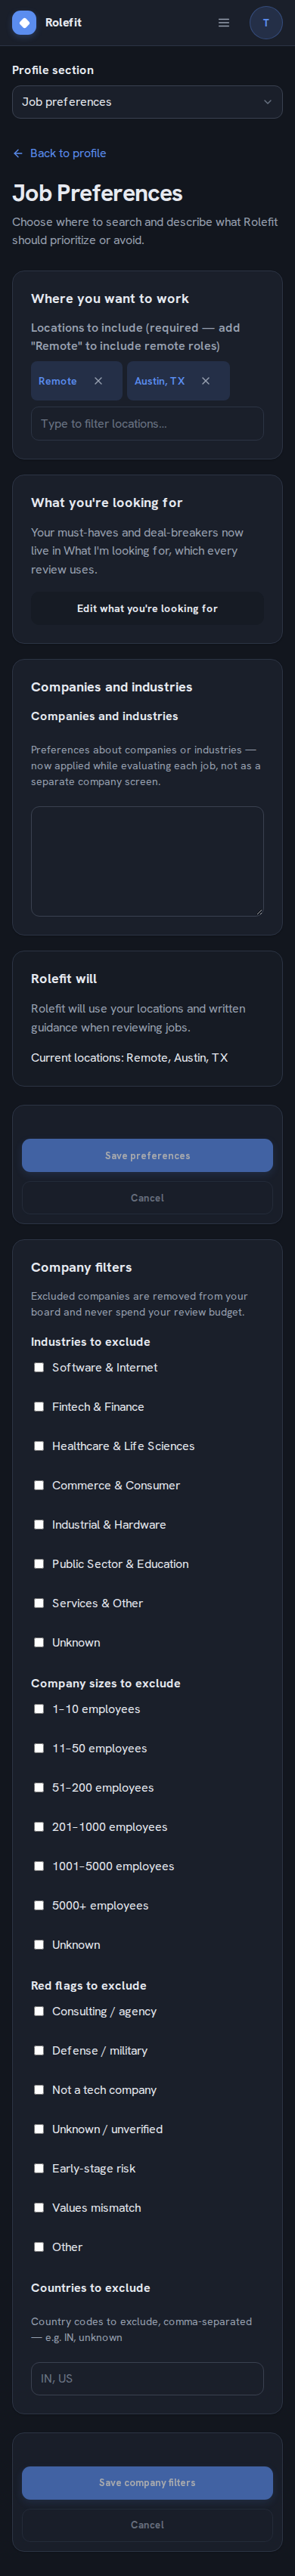 Rolefit
T
Profile section
Job preferences
Back to profile
Job Preferences
Choose where to search and describe what Rolefit
should prioritize or avoid.
Where you want to work
Locations to include (required — add
"Remote" to include remote roles)
Remote
Austin, TX
Type to filter locations...
What you're looking for
Your must-haves and deal-breakers now
live in What I'm looking for, which every
review uses.
Edit what you're looking for
Companies and industries
Companies and industries
Preferences about companies or industries —
now applied while evaluating each job, not as a
separate company screen.
Rolefit will
Rolefit will use your locations and written
guidance when reviewing jobs.
Current locations: Remote, Austin, TX
Save preferences
Cancel
Company filters
Excluded companies are removed from your
board and never spend your review budget.
Industries to exclude
Software & Internet
Fintech & Finance
Healthcare & Life Sciences
Commerce & Consumer
Industrial & Hardware
Public Sector & Education
Services & Other
Unknown
Company sizes to exclude
1–10 employees
11–50 employees
51–200 employees
201–1000 employees
1001–5000 employees
5000+ employees
Unknown
Red flags to exclude
Consulting / agency
Defense / military
Not a tech company
Unknown / unverified
Early-stage risk
Values mismatch
Other
Countries to exclude
Country codes to exclude, comma-separated
— e.g. IN, unknown
IN, US
Save company filters
Cancel